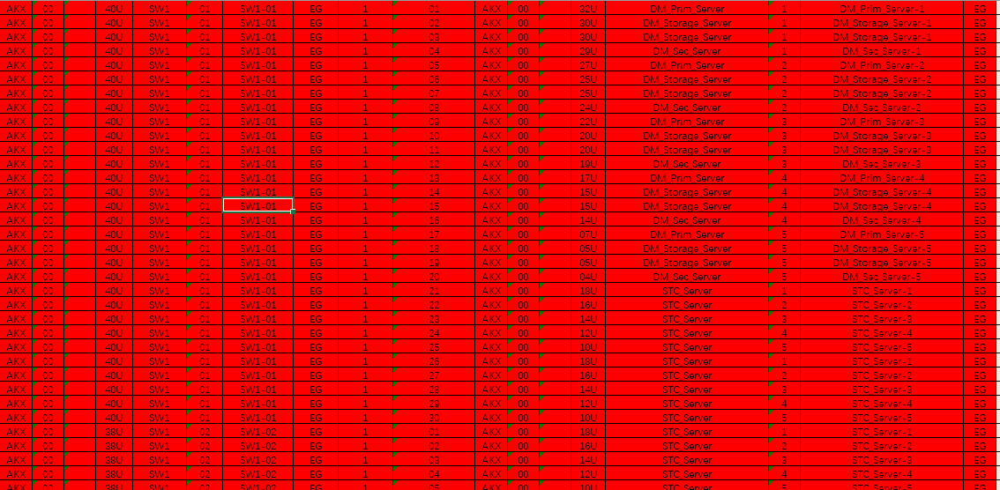 AKX 00 40U SW1 01 SW1-01 EG 1 01 AKX 00 32U DM_Prim_Server 1 DM_Prim_Server-1 EG
AKX 00 40U SW1 01 SW1-01 EG 1 02 AKX 00 30U DM_Storage_Server 1 DM_Storage_Server-1 EG
AKX 00 40U SW1 01 SW1-01 EG 1 03 AKX 00 30U DM_Storage_Server 1 DM_Storage_Server-1 EG
AKX 00 40U SW1 01 SW1-01 EG 1 04 AKX 00 29U DM_Sec_Server 1 DM_Sec_Server-1 EG
AKX 00 40U SW1 01 SW1-01 EG 1 05 AKX 00 27U DM_Prim_Server 2 DM_Prim_Server-2 EG
AKX 00 40U SW1 01 SW1-01 EG 1 06 AKX 00 25U DM_Storage_Server 2 DM_Storage_Server-2 EG
AKX 00 40U SW1 01 SW1-01 EG 1 07 AKX 00 25U DM_Storage_Server 2 DM_Storage_Server-2 EG
AKX 00 40U SW1 01 SW1-01 EG 1 08 AKX 00 24U DM_Sec_Server 2 DM_Sec_Server-2 EG
AKX 00 40U SW1 01 SW1-01 EG 1 09 AKX 00 22U DM_Prim_Server 3 DM_Prim_Server-3 EG
AKX 00 40U SW1 01 SW1-01 EG 1 10 AKX 00 20U DM_Storage_Server 3 DM_Storage_Server-3 EG
AKX 00 40U SW1 01 SW1-01 EG 1 11 AKX 00 20U DM_Storage_Server 3 DM_Storage_Server-3 EG
AKX 00 40U SW1 01 SW1-01 EG 1 12 AKX 00 19U DM_Sec_Server 3 DM_Sec_Server-3 EG
AKX 00 40U SW1 01 SW1-01 EG 1 13 AKX 00 17U DM_Prim_Server 4 DM_Prim_Server-4 EG
AKX 00 40U SW1 01 SW1-01 EG 1 14 AKX 00 15U DM_Storage_Server 4 DM_Storage_Server-4 EG
AKX 00 40U SW1 01 SW1-01 EG 1 15 AKX 00 15U DM_Storage_Server 4 DM_Storage_Server-4 EG
AKX 00 40U SW1 01 SW1-01 EG 1 16 AKX 00 14U DM_Sec_Server 4 DM_Sec_Server-4 EG
AKX 00 40U SW1 01 SW1-01 EG 1 17 AKX 00 07U DM_Prim_Server 5 DM_Prim_Server-5 EG
AKX 00 40U SW1 01 SW1-01 EG 1 18 AKX 00 05U DM_Storage_Server 5 DM_Storage_Server-5 EG
AKX 00 40U SW1 01 SW1-01 EG 1 19 AKX 00 05U DM_Storage_Server 5 DM_Storage_Server-5 EG
AKX 00 40U SW1 01 SW1-01 EG 1 20 AKX 00 04U DM_Sec_Server 5 DM_Sec_Server-5 EG
AKX 00 40U SW1 01 SW1-01 EG 1 21 AKX 00 18U STC_Server 1 STC_Server-1 EG
AKX 00 40U SW1 01 SW1-01 EG 1 22 AKX 00 16U STC_Server 2 STC_Server-2 EG
AKX 00 40U SW1 01 SW1-01 EG 1 23 AKX 00 14U STC_Server 3 STC_Server-3 EG
AKX 00 40U SW1 01 SW1-01 EG 1 24 AKX 00 12U STC_Server 4 STC_Server-4 EG
AKX 00 40U SW1 01 SW1-01 EG 1 25 AKX 00 10U STC_Server 5 STC_Server-5 EG
AKX 00 40U SW1 01 SW1-01 EG 1 26 AKX 00 18U STC_Server 1 STC_Server-1 EG
AKX 00 40U SW1 01 SW1-01 EG 1 27 AKX 00 16U STC_Server 2 STC_Server-2 EG
AKX 00 40U SW1 01 SW1-01 EG 1 28 AKX 00 14U STC_Server 3 STC_Server-3 EG
AKX 00 40U SW1 01 SW1-01 EG 1 29 AKX 00 12U STC_Server 4 STC_Server-4 EG
AKX 00 40U SW1 01 SW1-01 EG 1 30 AKX 00 10U STC_Server 5 STC_Server-5 EG
AKX 00 38U SW1 02 SW1-02 EG 1 01 AKX 00 18U STC_Server 1 STC_Server-1 EG
AKX 00 38U SW1 02 SW1-02 EG 1 02 AKX 00 16U STC_Server 2 STC_Server-2 EG
AKX 00 38U SW1 02 SW1-02 EG 1 03 AKX 00 14U STC_Server 3 STC_Server-3 EG
AKX 00 38U SW1 02 SW1-02 EG 1 04 AKX 00 12U STC_Server 4 STC_Server-4 EG
AKX 00 38U SW1 02 SW1-02 EG 1 05 AKX 00 10U STC_Server 5 STC_Server-5 EG